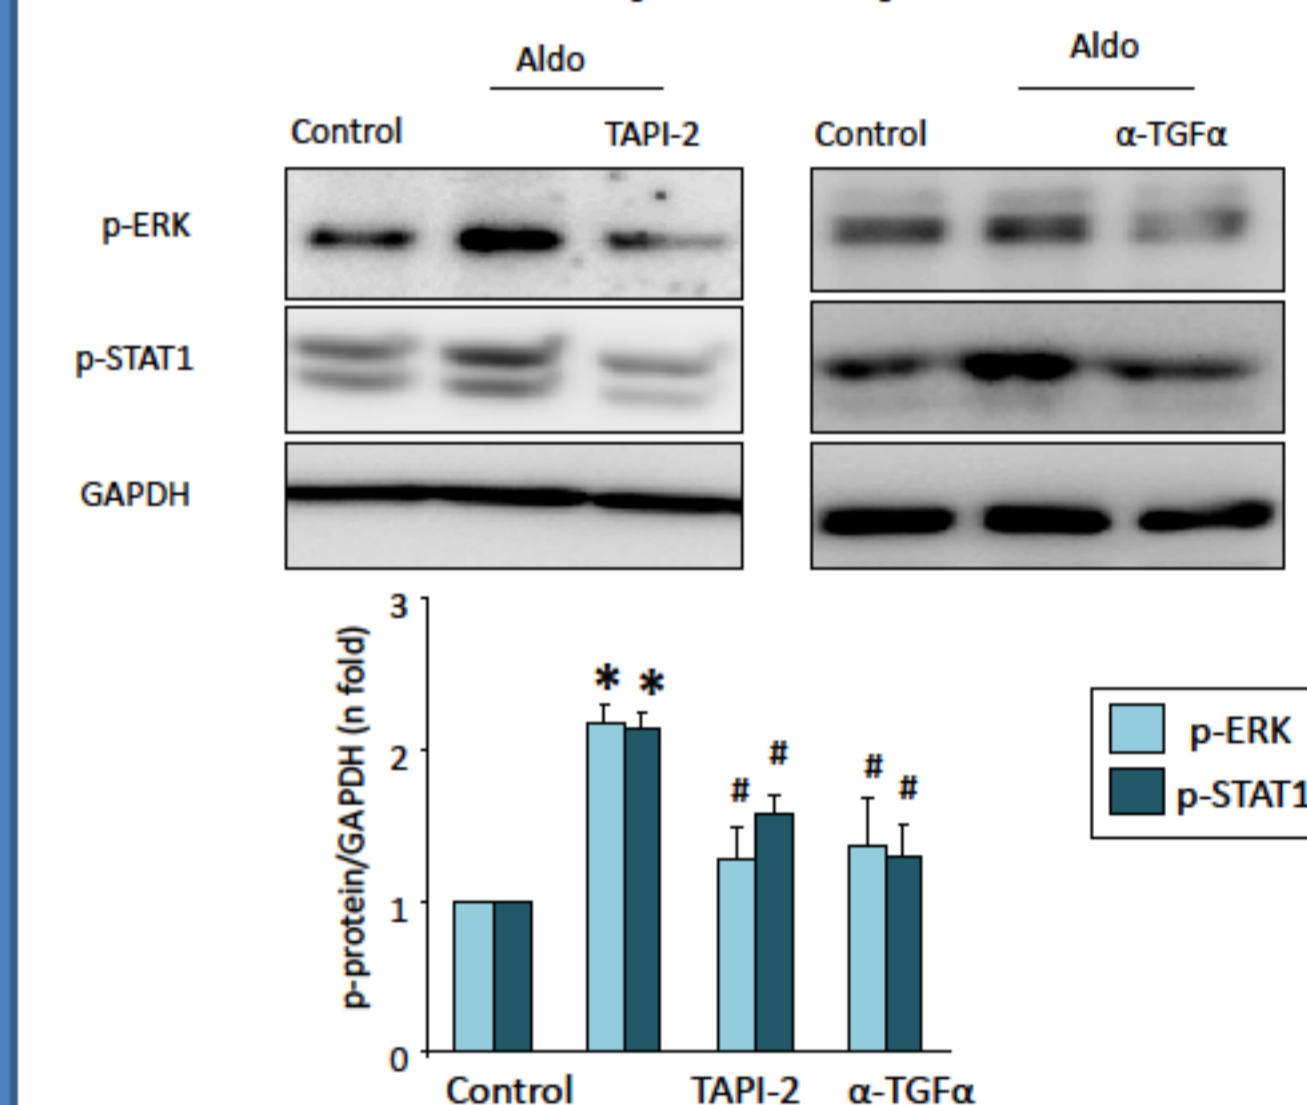 Aldo
Aldo
Control TAPI-2
Control α-TGFα
p-ERK
p-STAT1
GAPDH
p-protein/GAPDH (n fold)
3
2
1
0
* *
# #
# #
p-ERK
p-STAT1
Control TAPI-2 α-TGFα